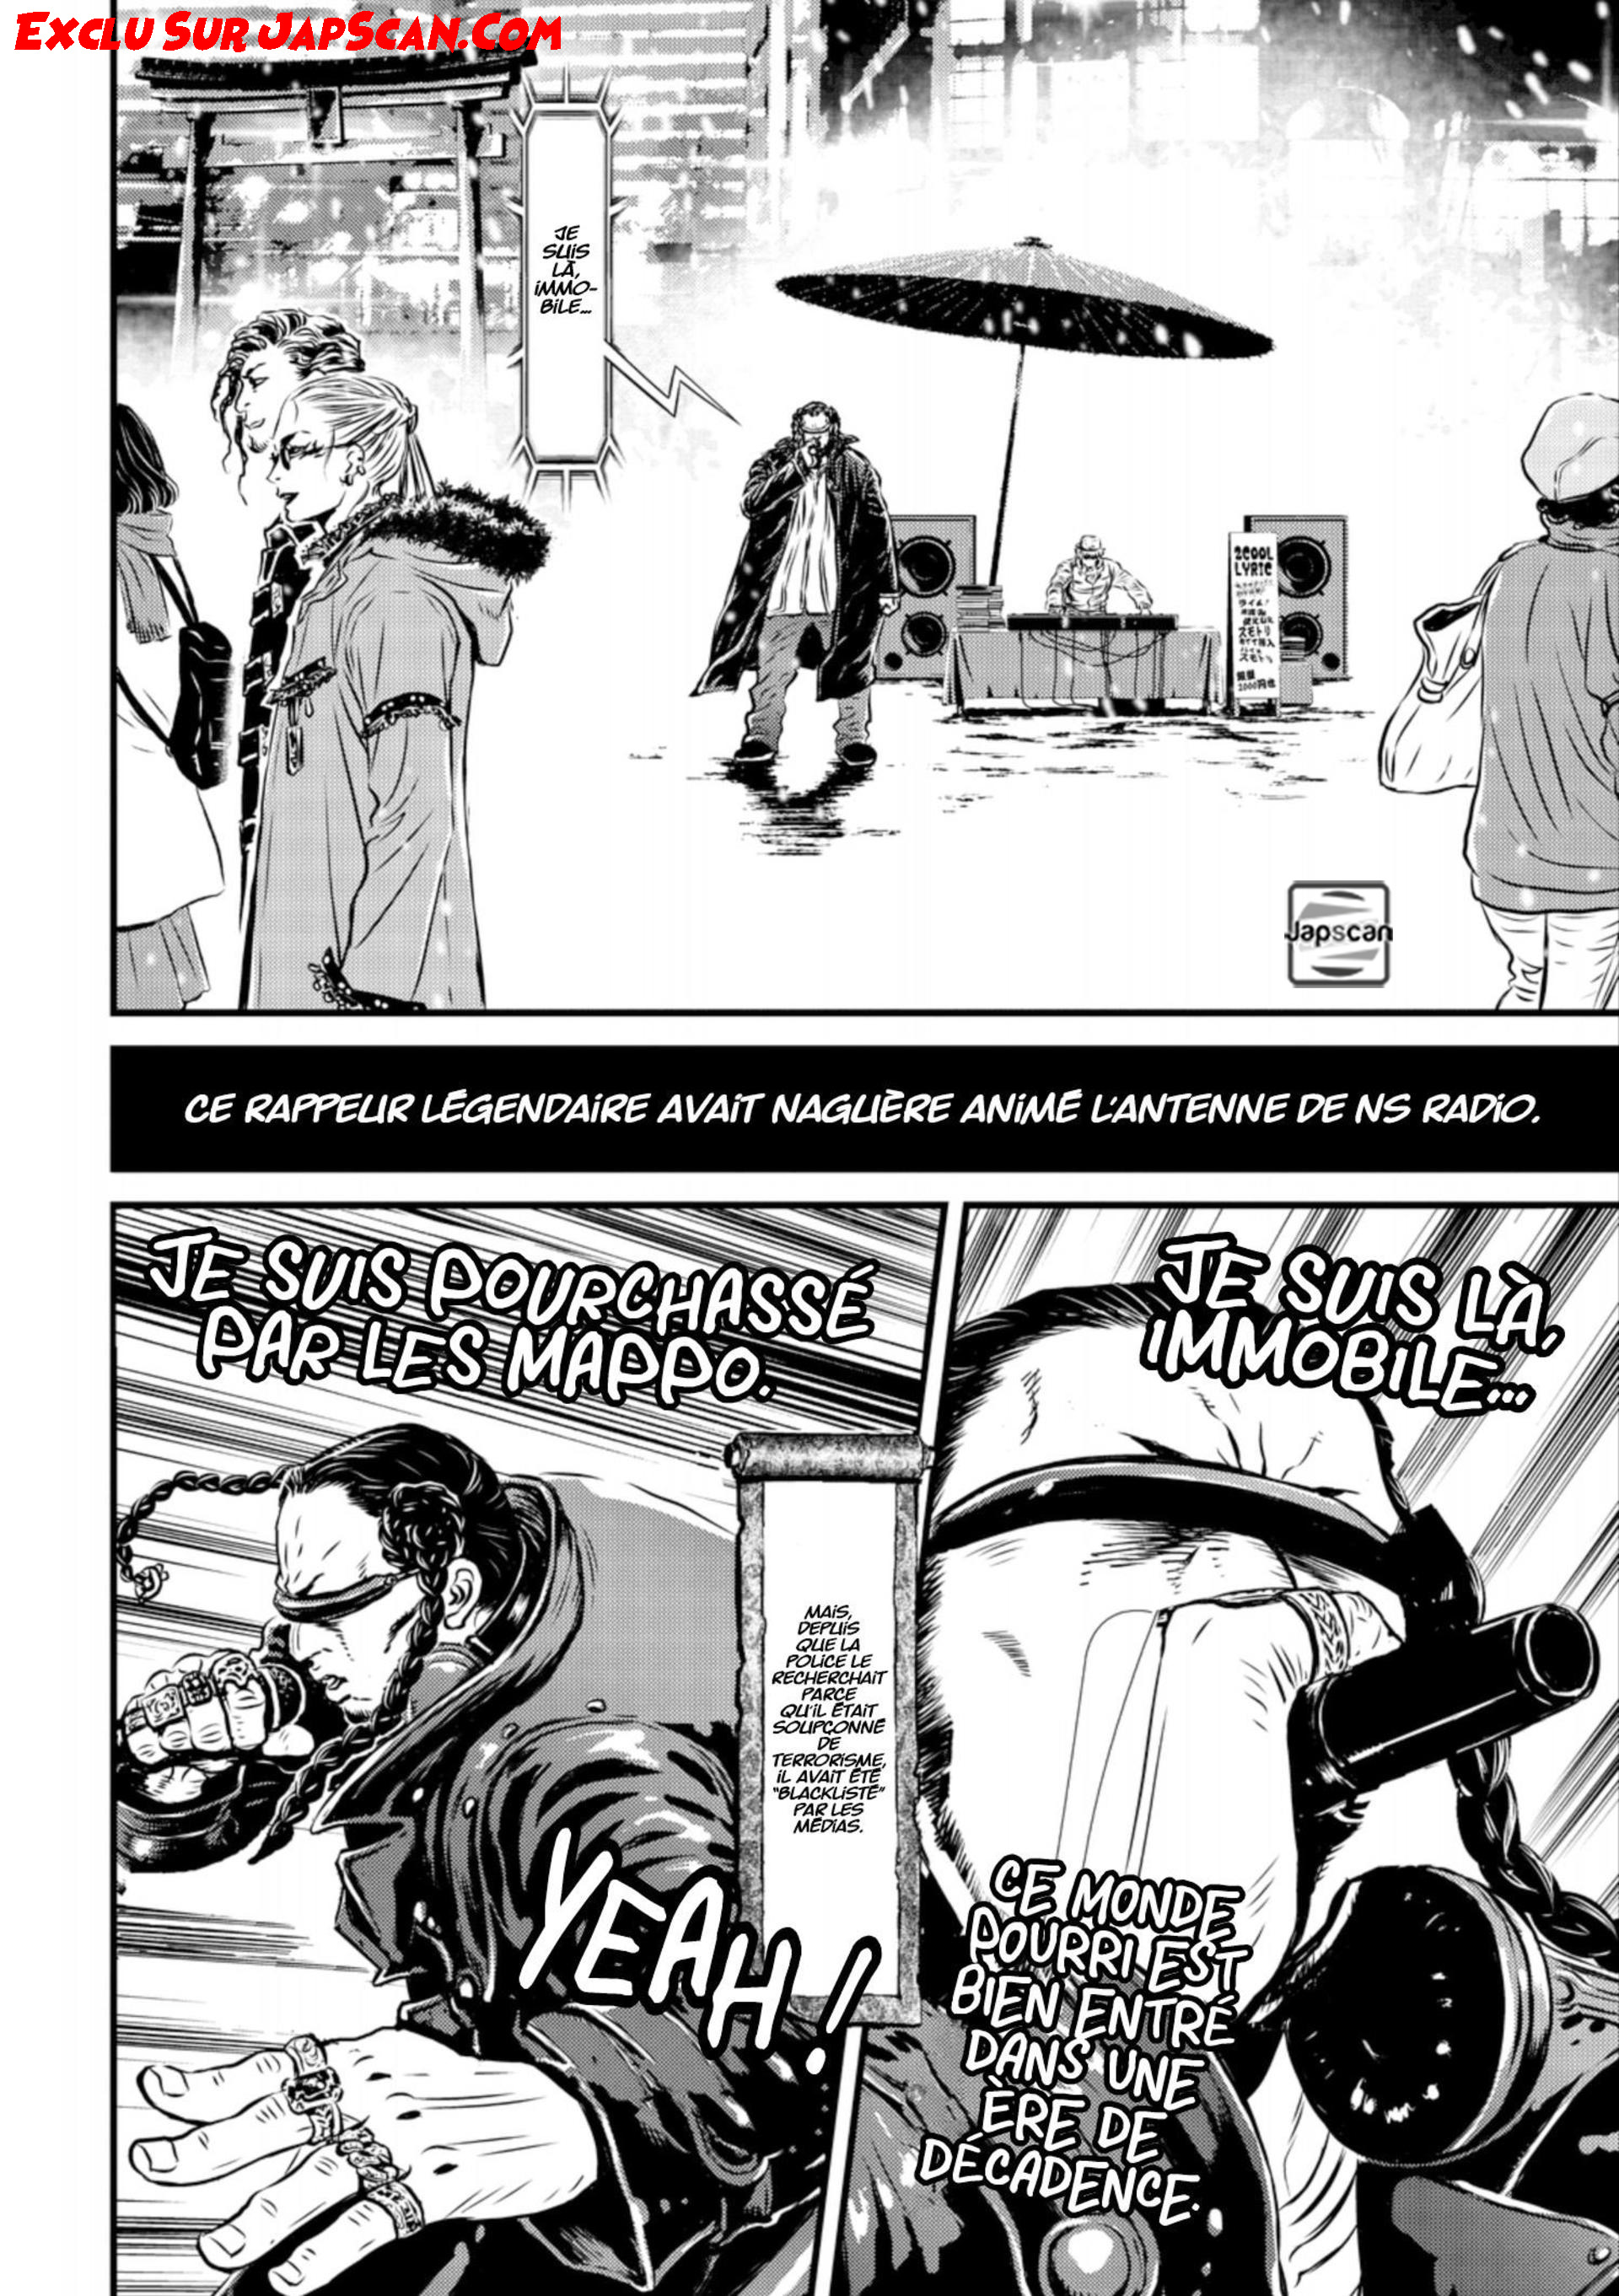 Exclu Sur JapScan.Com
JE
SUIS
LÀ,
IMMO-
BILE...
2COOL
LYRIC
Japscan
CE RAPPEUR LÉGENDAIRE AVAIT NAGUÈRE ANIMÉ L'ANTENNE DE NS RADIO.
JE SUIS LÀ,
IMMOBILE...
CE MONDE
POURRI EST
BIEN ENTRÉ
DANS UNE
ÈRE DE
DÉCADENCE.
JE SUIS POURCHASSÉ
PAR LES MAPPO.
MAIS,
DEPUIS
QUE LA
POLICE LE
RECHERCHAIT
PARCE
QU'IL ÉTAIT
SOUPÇONNÉ
DE
TERRORISME,
IL AVAIT ÉTÉ
"BLACKLISTÉ"
PAR LES
MÉDIAS.
YEAH!